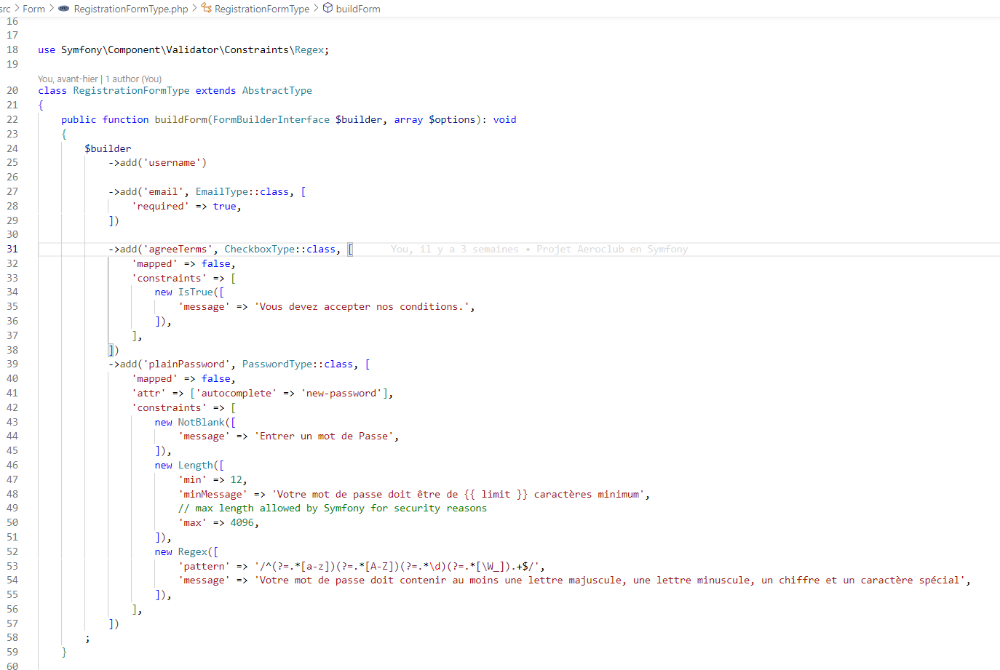 src > Form > RegistrationFormType.php > RegistrationFormType > buildForm
16
17
18 use Symfony\Component\Validator\Constraints\Regex;
19
You, avant-hier | 1 author (You)
20 class RegistrationFormType extends AbstractType
21 {
22     public function buildForm(FormBuilderInterface $builder, array $options): void
23     {
24         $builder
25             ->add('username')
26
27             ->add('email', EmailType::class, [
28                 'required' => true,
29             ])
30
31             ->add('agreeTerms', CheckboxType::class, [ You, il y a 3 semaines • Projet Aeroclub en Symfony
32                 'mapped' => false,
33                 'constraints' => [
34                     new IsTrue([
35                         'message' => 'Vous devez accepter nos conditions.',
36                     ]),
37                 ],
38             ])
39             ->add('plainPassword', PasswordType::class, [
40                 'mapped' => false,
41                 'attr' => ['autocomplete' => 'new-password'],
42                 'constraints' => [
43                     new NotBlank([
44                         'message' => 'Entrer un mot de Passe',
45                     ]),
46                     new Length([
47                         'min' => 12,
48                         'minMessage' => 'Votre mot de passe doit être de {{ limit }} caractères minimum',
49                         // max length allowed by Symfony for security reasons
50                         'max' => 4096,
51                     ]),
52                     new Regex([
53                         'pattern' => '/^(?=.*[a-z])(?=.*[A-Z])(?=.*\d)(?=.*[\W_]).+$/',
54                         'message' => 'Votre mot de passe doit contenir au moins une lettre majuscule, une lettre minuscule, un chiffre et un caractère spécial',
55                     ]),
56                 ],
57             ])
58         ;
59     }
60